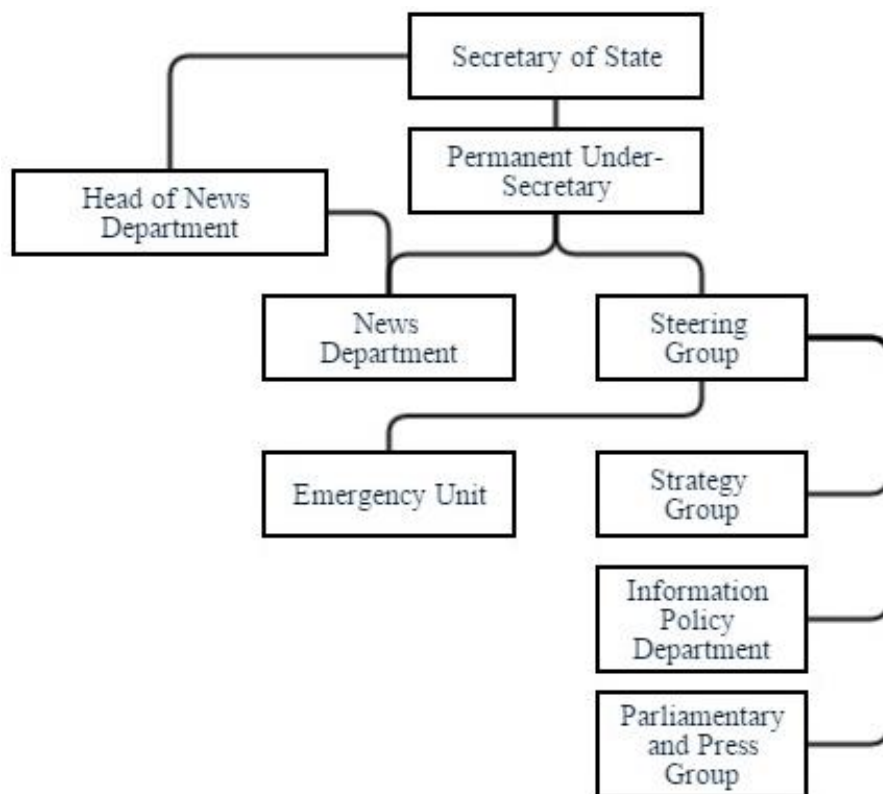 Secretary of State
Permanent Under-
Secretary
Head of News
Department
News
Department
Steering
Group
Emergency Unit
Strategy
Group
Information
Policy
Department
Parliamentary
and Press
Group